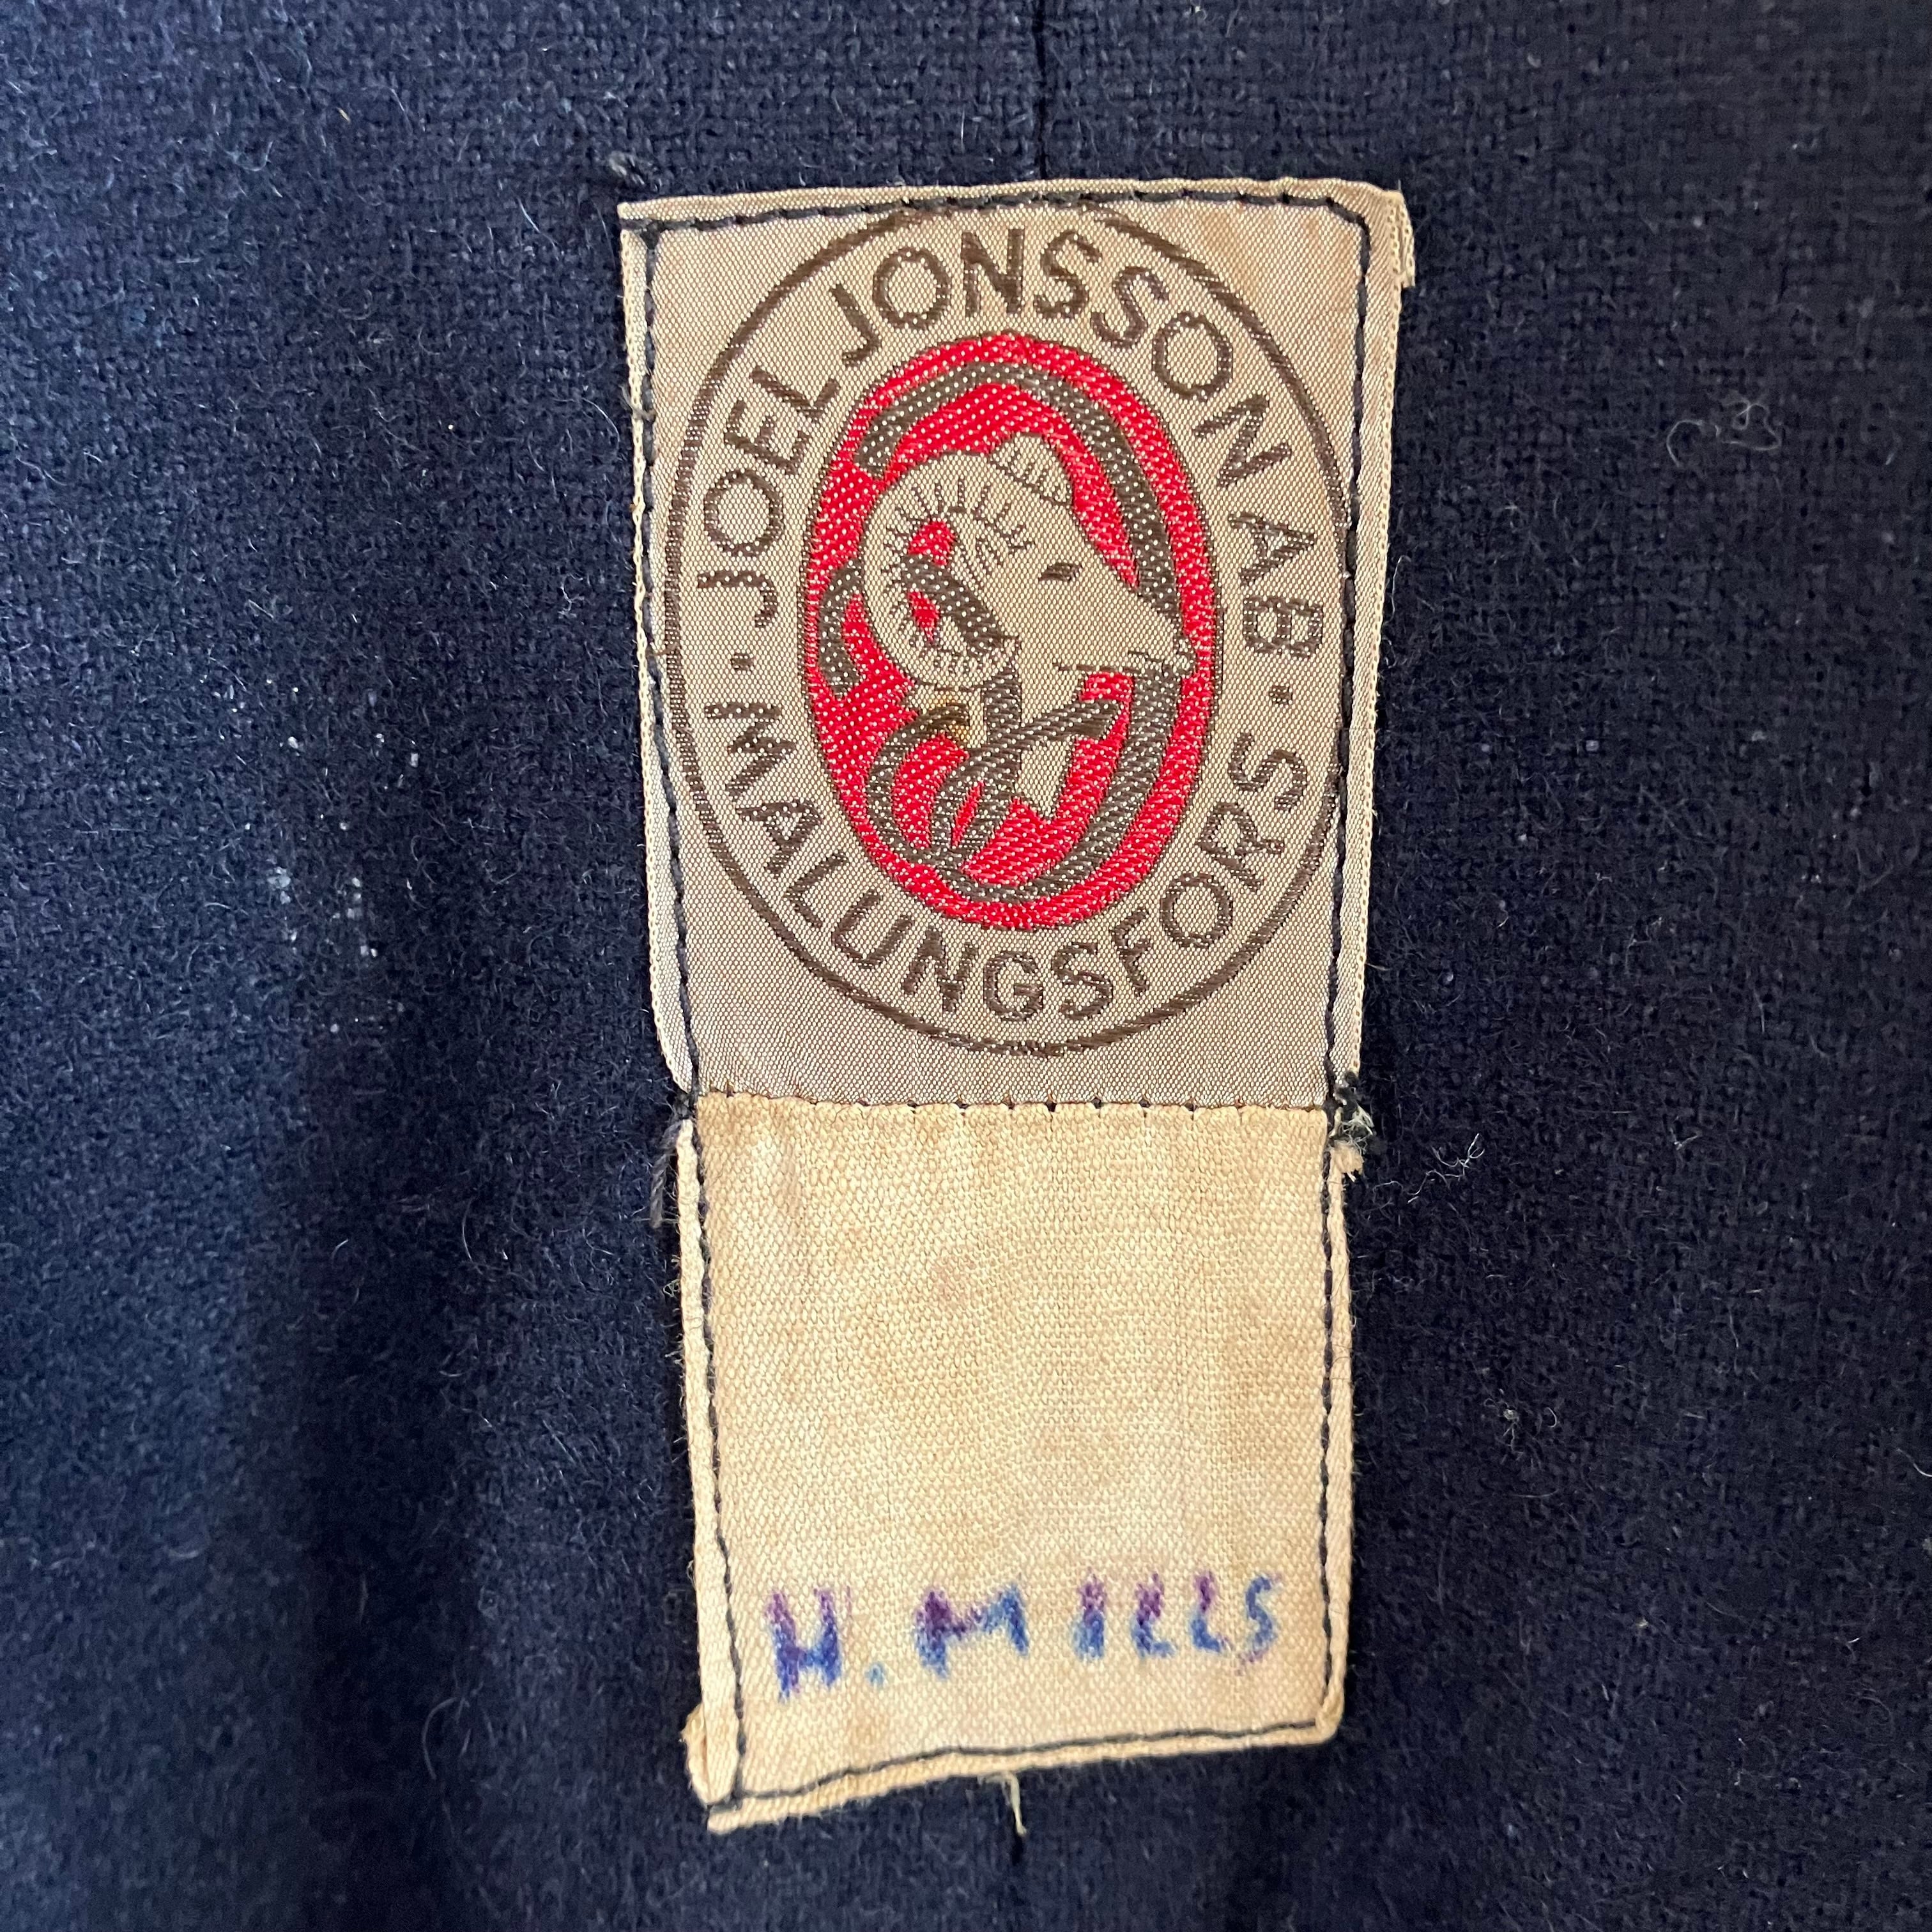 JOEL JONSSON AB
· MALUNGSFORS ·
H. MILLS